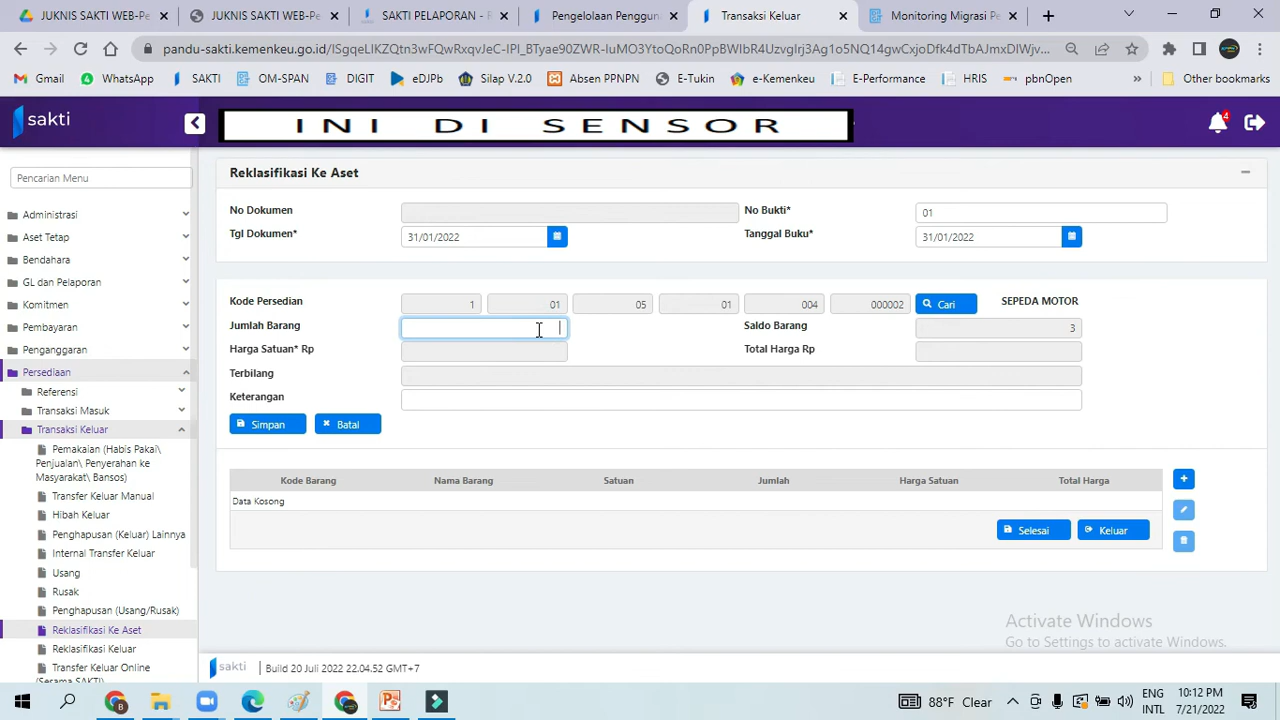 JUKNIS SAKTI WEB-Pe
JUKNIS SAKTI WEB-Pe
SAKTI PELAPORAN - B
Pengelolaan Pengguna
Transaksi Keluar
Monitoring Migrasi Pe
pandu-sakti.kemenkeu.go.id/
Gmail
WhatsApp
SAKTI
OM-SPAN
DIGIT
eDJPb
Silap V.2.0
Absen PPNPN
E-Tukin
e-Kemenkeu
E-Performance
HRIS
pbnOpen
»
Other bookmarks
sakti
INI DI SENSOR
4
Pencarian Menu
Administrasi
Aset Tetap
Bendahara
GL dan Pelaporan
Komitmen
Pembayaran
Penganggaran
Persediaan
Referensi
Transaksi Masuk
Transaksi Keluar
Pemakaian (Habis Pakai\
Penjualan\ Penyerahan ke
Masyarakat\ Bansos)
Transfer Keluar Manual
Hibah Keluar
Penghapusan (Keluar) Lainnya
Internal Transfer Keluar
Usang
Rusak
Penghapusan (Usang/Rusak)
Reklasifikasi Ke Aset
Reklasifikasi Keluar
Transfer Keluar Online
(Sesama SAKTI)
Reklasifikasi Ke Aset
No Dokumen
No Bukti* 01
Tgl Dokumen* 31/01/2022
Tanggal Buku* 31/01/2022
Kode Persedian 1 01 05 01 004 000002 Cari SEPEDA MOTOR
Jumlah Barang
Saldo Barang 3
Harga Satuan* Rp
Total Harga Rp
Terbilang
Keterangan
Simpan Batal
Kode Barang Nama Barang Satuan Jumlah Harga Satuan Total Harga
Data Kosong
Selesai Keluar
Activate Windows
Go to Settings to activate Windows.
sakti Build 20 Juli 2022 22.04.52 GMT+7
88°F Clear
ENG
INTL
10:12 PM
7/21/2022